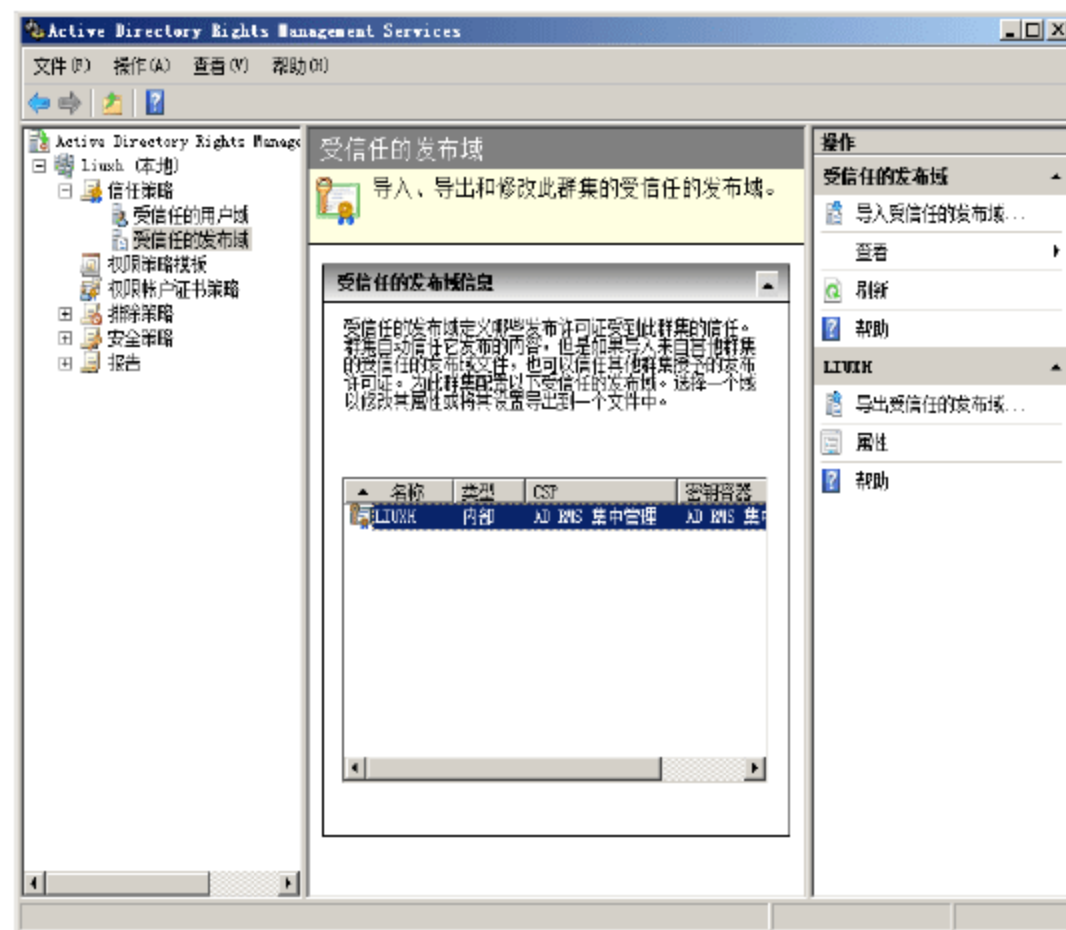 Active Directory Rights Management Services
文件(F) 操作(A) 查看(V) 帮助(H)
Active Directory Rights Manage
Liuxh (本地)
信任策略
受信任的用户域
受信任的发布域
权限策略模板
权限帐户证书策略
排除策略
安全策略
报告
受信任的发布域
导入、导出和修改此群集的受信任的发布域。
受信任的发布域信息
受信任的发布域定义哪些发布许可证受到此群集的信任。
群集自动信任它发布的内容，但是如果导入来自其他群集
的受信任的发布域文件，也可以信任其他群集授予的发布
许可证。为此群集配置以下受信任的发布域。选择一个域
以修改其属性或将其设置导出到一个文件中。
名称 类型 CSP 密钥容器
LIUXH 内部 AD RMS 集中管理 AD RMS 集中
操作
受信任的发布域
导入受信任的发布域...
查看
刷新
帮助
LIUXH
导出受信任的发布域...
属性
帮助